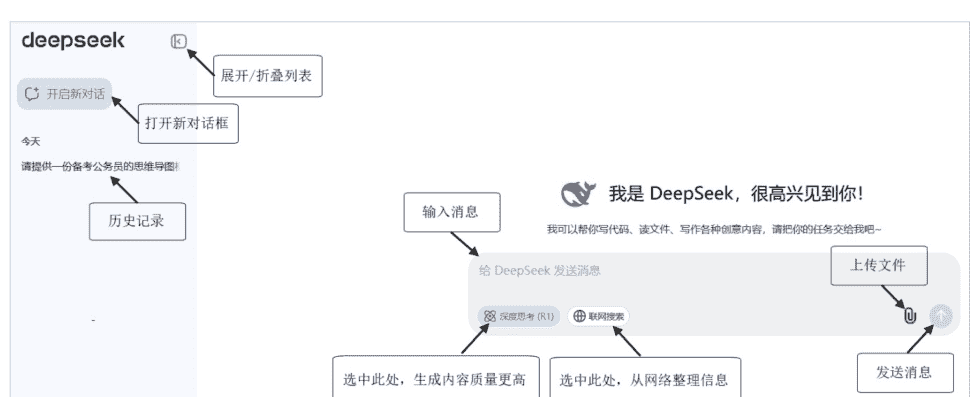 deepseek
展开/折叠列表
开启新对话
打开新对话框
今天
请提供一份备考公务员的思维导图
历史记录
我是 DeepSeek，很高兴见到你！
输入消息
我可以帮你写代码、读文件、写作各种创意内容，请把你的任务交给我吧~
给 DeepSeek 发送消息
上传文件
深度思考 (R1)
联网搜索
选中此处，生成内容质量更高
选中此处，从网络整理信息
发送消息